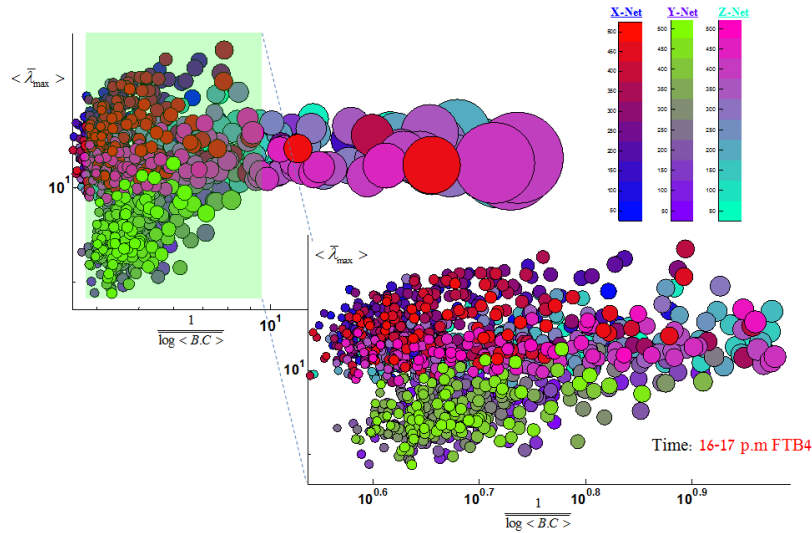 X-Net Y-Net Z-Net
500 500 500
450 450 450
400 400 400
350 350 350
300 300 300
250 250 250
200 200 200
150 150 150
100 100 100
50 50 50
< λ̅max >
10¹
1
log < B.C >
10¹
< λ̅max >
10¹
Time: 16-17 p.m FTB4
10^0.6 10^0.7 10^0.8 10^0.9
1
log < B.C >